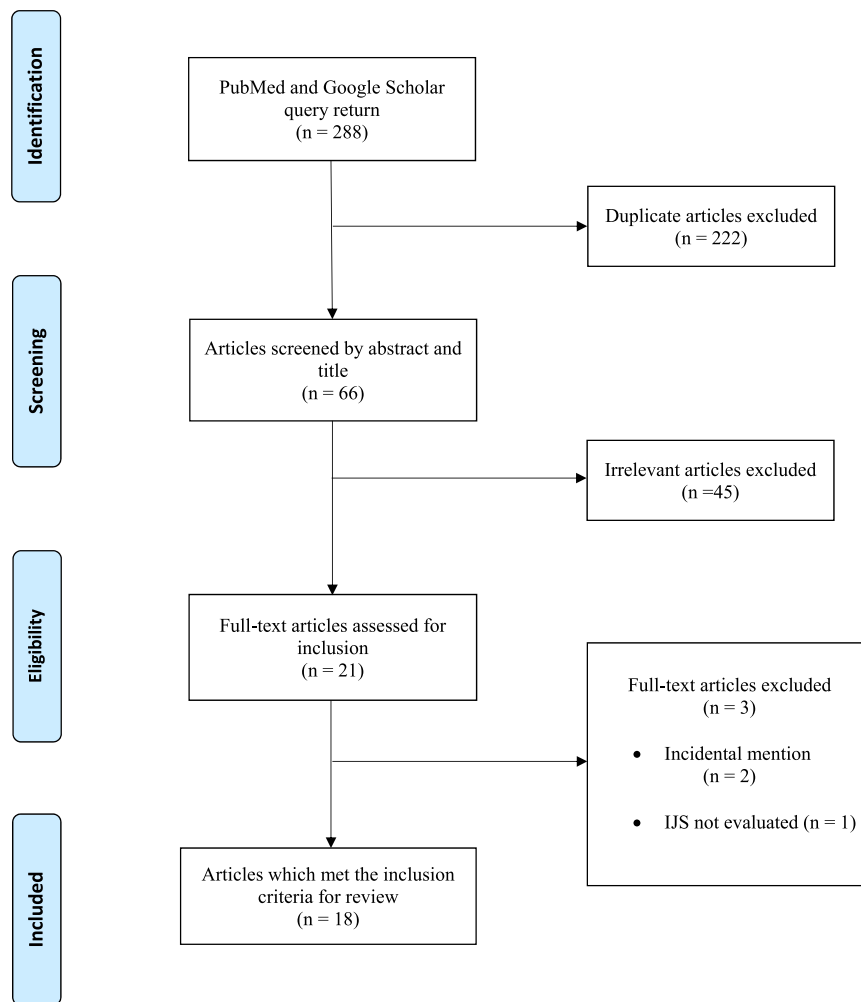 Identification
PubMed and Google Scholar
query return
(n = 288)
Duplicate articles excluded
(n = 222)
Screening
Articles screened by abstract and
title
(n = 66)
Irrelevant articles excluded
(n =45)
Eligibility
Full-text articles assessed for
inclusion
(n = 21)
Full-text articles excluded
(n = 3)
• Incidental mention
(n = 2)
• IJS not evaluated (n = 1)
Included
Articles which met the inclusion
criteria for review
(n = 18)